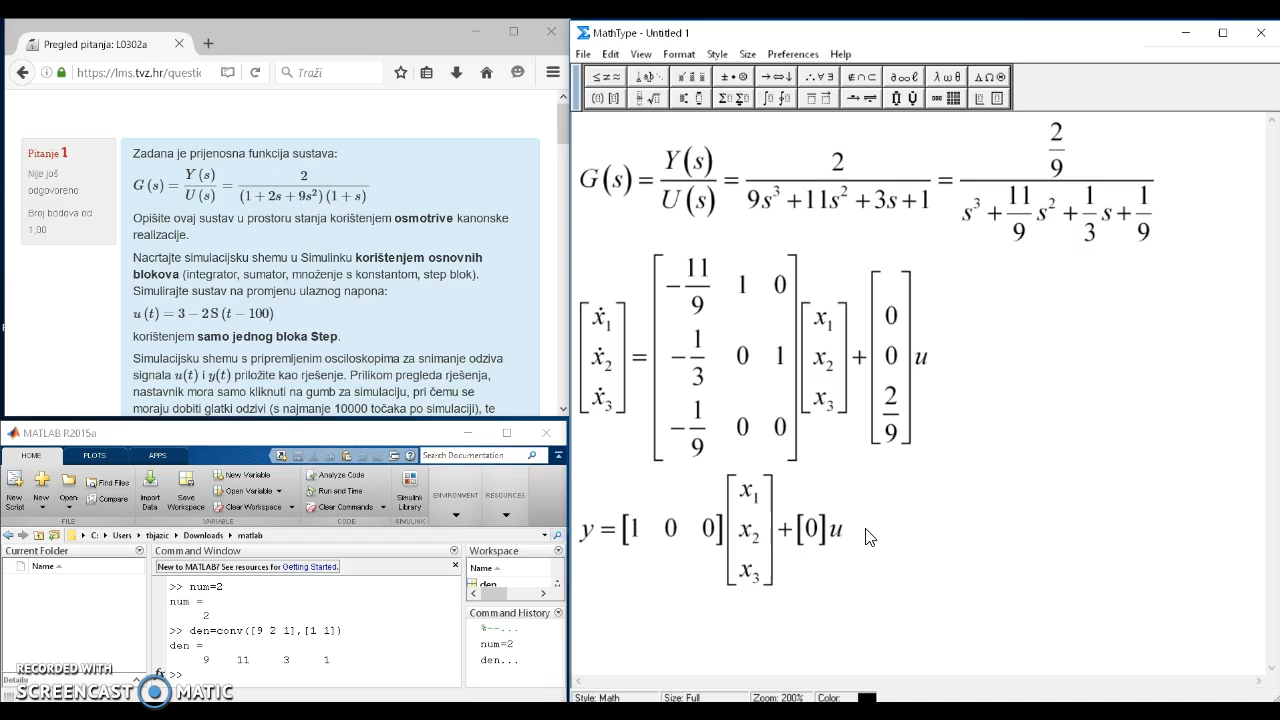 Pregled pitanja: L0302a
https://lms.tvz.hr/questic
Traži
Pitanje 1
Nije još
odgovoreno
Broj bodova od
1,00
Zadana je prijenosna funkcija sustava:
G(s) = Y(s)/U(s) = 2/((1 + 2s + 9s²)(1 + s))
Opišite ovaj sustav u prostoru stanja korištenjem osmotrive kanonske
realizacije.
Nacrtajte simulacijsku shemu u Simulinku korištenjem osnovnih
blokova (integrator, sumator, množenje s konstantom, step blok).
Simulirajte sustav na promjenu ulaznog napona:
u(t) = 3 − 2 S (t − 100)
korištenjem samo jednog bloka Step.
Simulacijsku shemu s pripremljenim osciloskopima za snimanje odziva
signala u(t) i y(t) priložite kao rješenje. Prilikom pregleda rješenja,
nastavnik mora samo kliknuti na gumb za simulaciju, pri čemu se
moraju dobiti glatki odzivi (s najmanje 10000 točaka po simulaciji), te
MATLAB R2015a
HOME PLOTS APPS Search Documentation
New Script
New
Open
Find Files
Compare
Import Data
Save Workspace
New Variable
Open Variable
Clear Workspace
Analyze Code
Run and Time
Clear Commands
Simulink Library
ENVIRONMENT
RESOURCES
FILE VARIABLE CODE SIMULINK
C: Users tbjazic Downloads matlab
Current Folder
Name
Details
Command Window
New to MATLAB? See resources for Getting Started.
>> num=2
num =
2
>> den=conv([9 2 1],[1 1])
den =
9 11 3 1
fx >>
Workspace
Name
den
Command History
%--...
num=2
den...
RECORDED WITH
SCREENCAST MATIC
MathType - Untitled 1
File Edit View Format Style Size Preferences Help
G(s) = Y(s)/U(s) = 2/(9s³ + 11s² + 3s + 1) = (2/9)/(s³ + 11/9 s² + 1/3 s + 1/9)
[ẋ₁ ẋ₂ ẋ₃] = [−11/9 1 0; −1/3 0 1; −1/9 0 0] [x₁ x₂ x₃] + [0 0 2/9] u
y = [1 0 0] [x₁ x₂ x₃] + [0] u
Style: Math Size: Full Zoom: 200% Color: